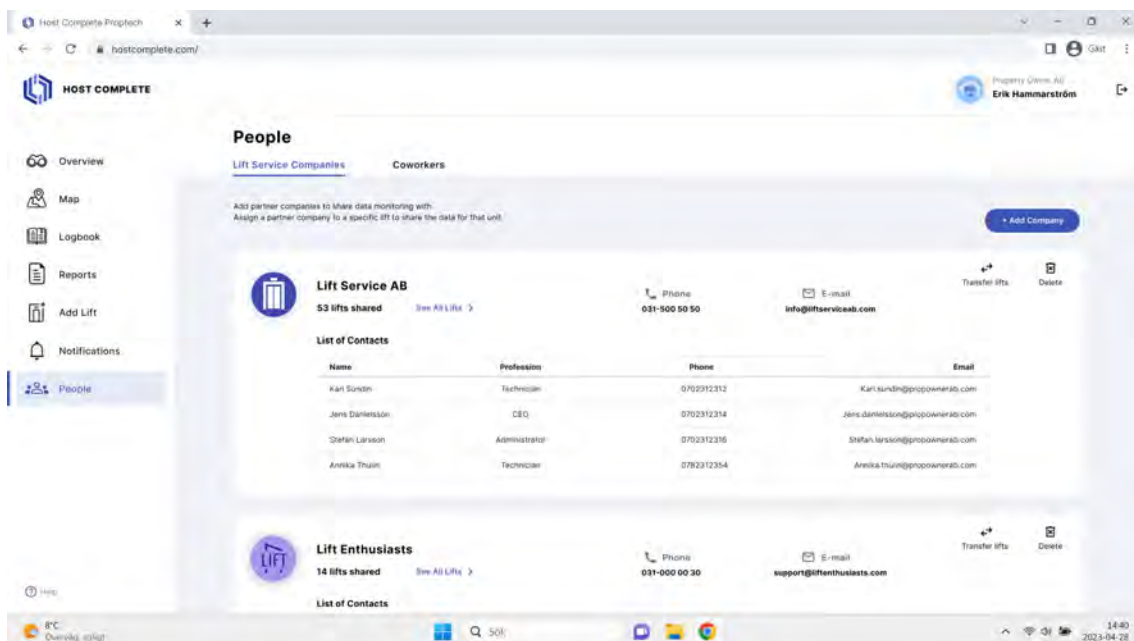 Host Complete Proptech
hostcomplete.com/
Gäst
HOST COMPLETE
Property Owner AB
Erik Hammarström
People
Lift Service Companies
Coworkers
Overview
Map
Logbook
Reports
Add Lift
Notifications
People
Help
Add partner companies to share data monitoring with.
Assign a partner company to a specific lift to share the data for that unit.
+ Add Company
Lift Service AB
53 lifts shared See All Lifts >
Phone
031-500 50 50
E-mail
info@liftserviceab.com
Transfer lifts
Delete
List of Contacts
Name Profession Phone Email
Karl Sundin Technician 0702312312 Karl.sundin@propownerab.com
Jens Danielsson CEO 0702312314 Jens.danielsson@propownerab.com
Stefan Larsson Administrator 0702312316 Stefan.larsson@propownerab.com
Annika Thulin Technician 0782312354 Annika.thulin@propownerab.com
Lift Enthusiasts
LIFT
14 lifts shared See All Lifts >
Phone
031-000 00 30
E-mail
support@liftenthusiasts.com
Transfer lifts
Delete
List of Contacts
8°C
Sök
14:40
2023-04-28